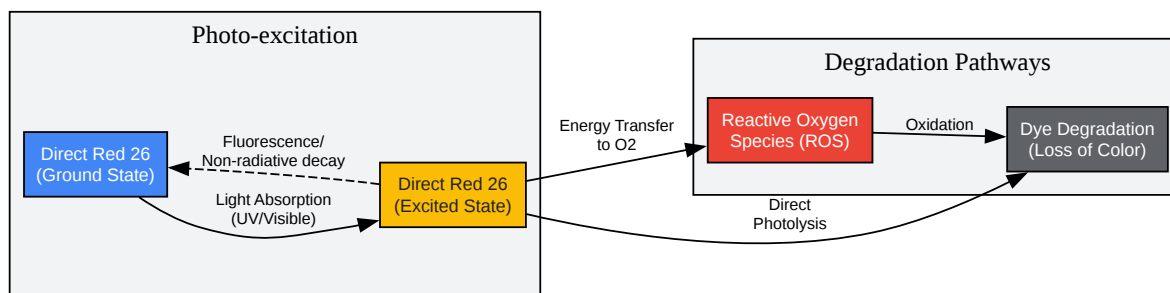 Photo-excitation
Direct Red 26
(Ground State)
Fluorescence/
Non-radiative decay
Light Absorption
(UV/Visible)
Direct Red 26
(Excited State)
Energy Transfer
to O2
Direct
Photolysis
Degradation Pathways
Reactive Oxygen
Species (ROS)
Oxidation
Dye Degradation
(Loss of Color)